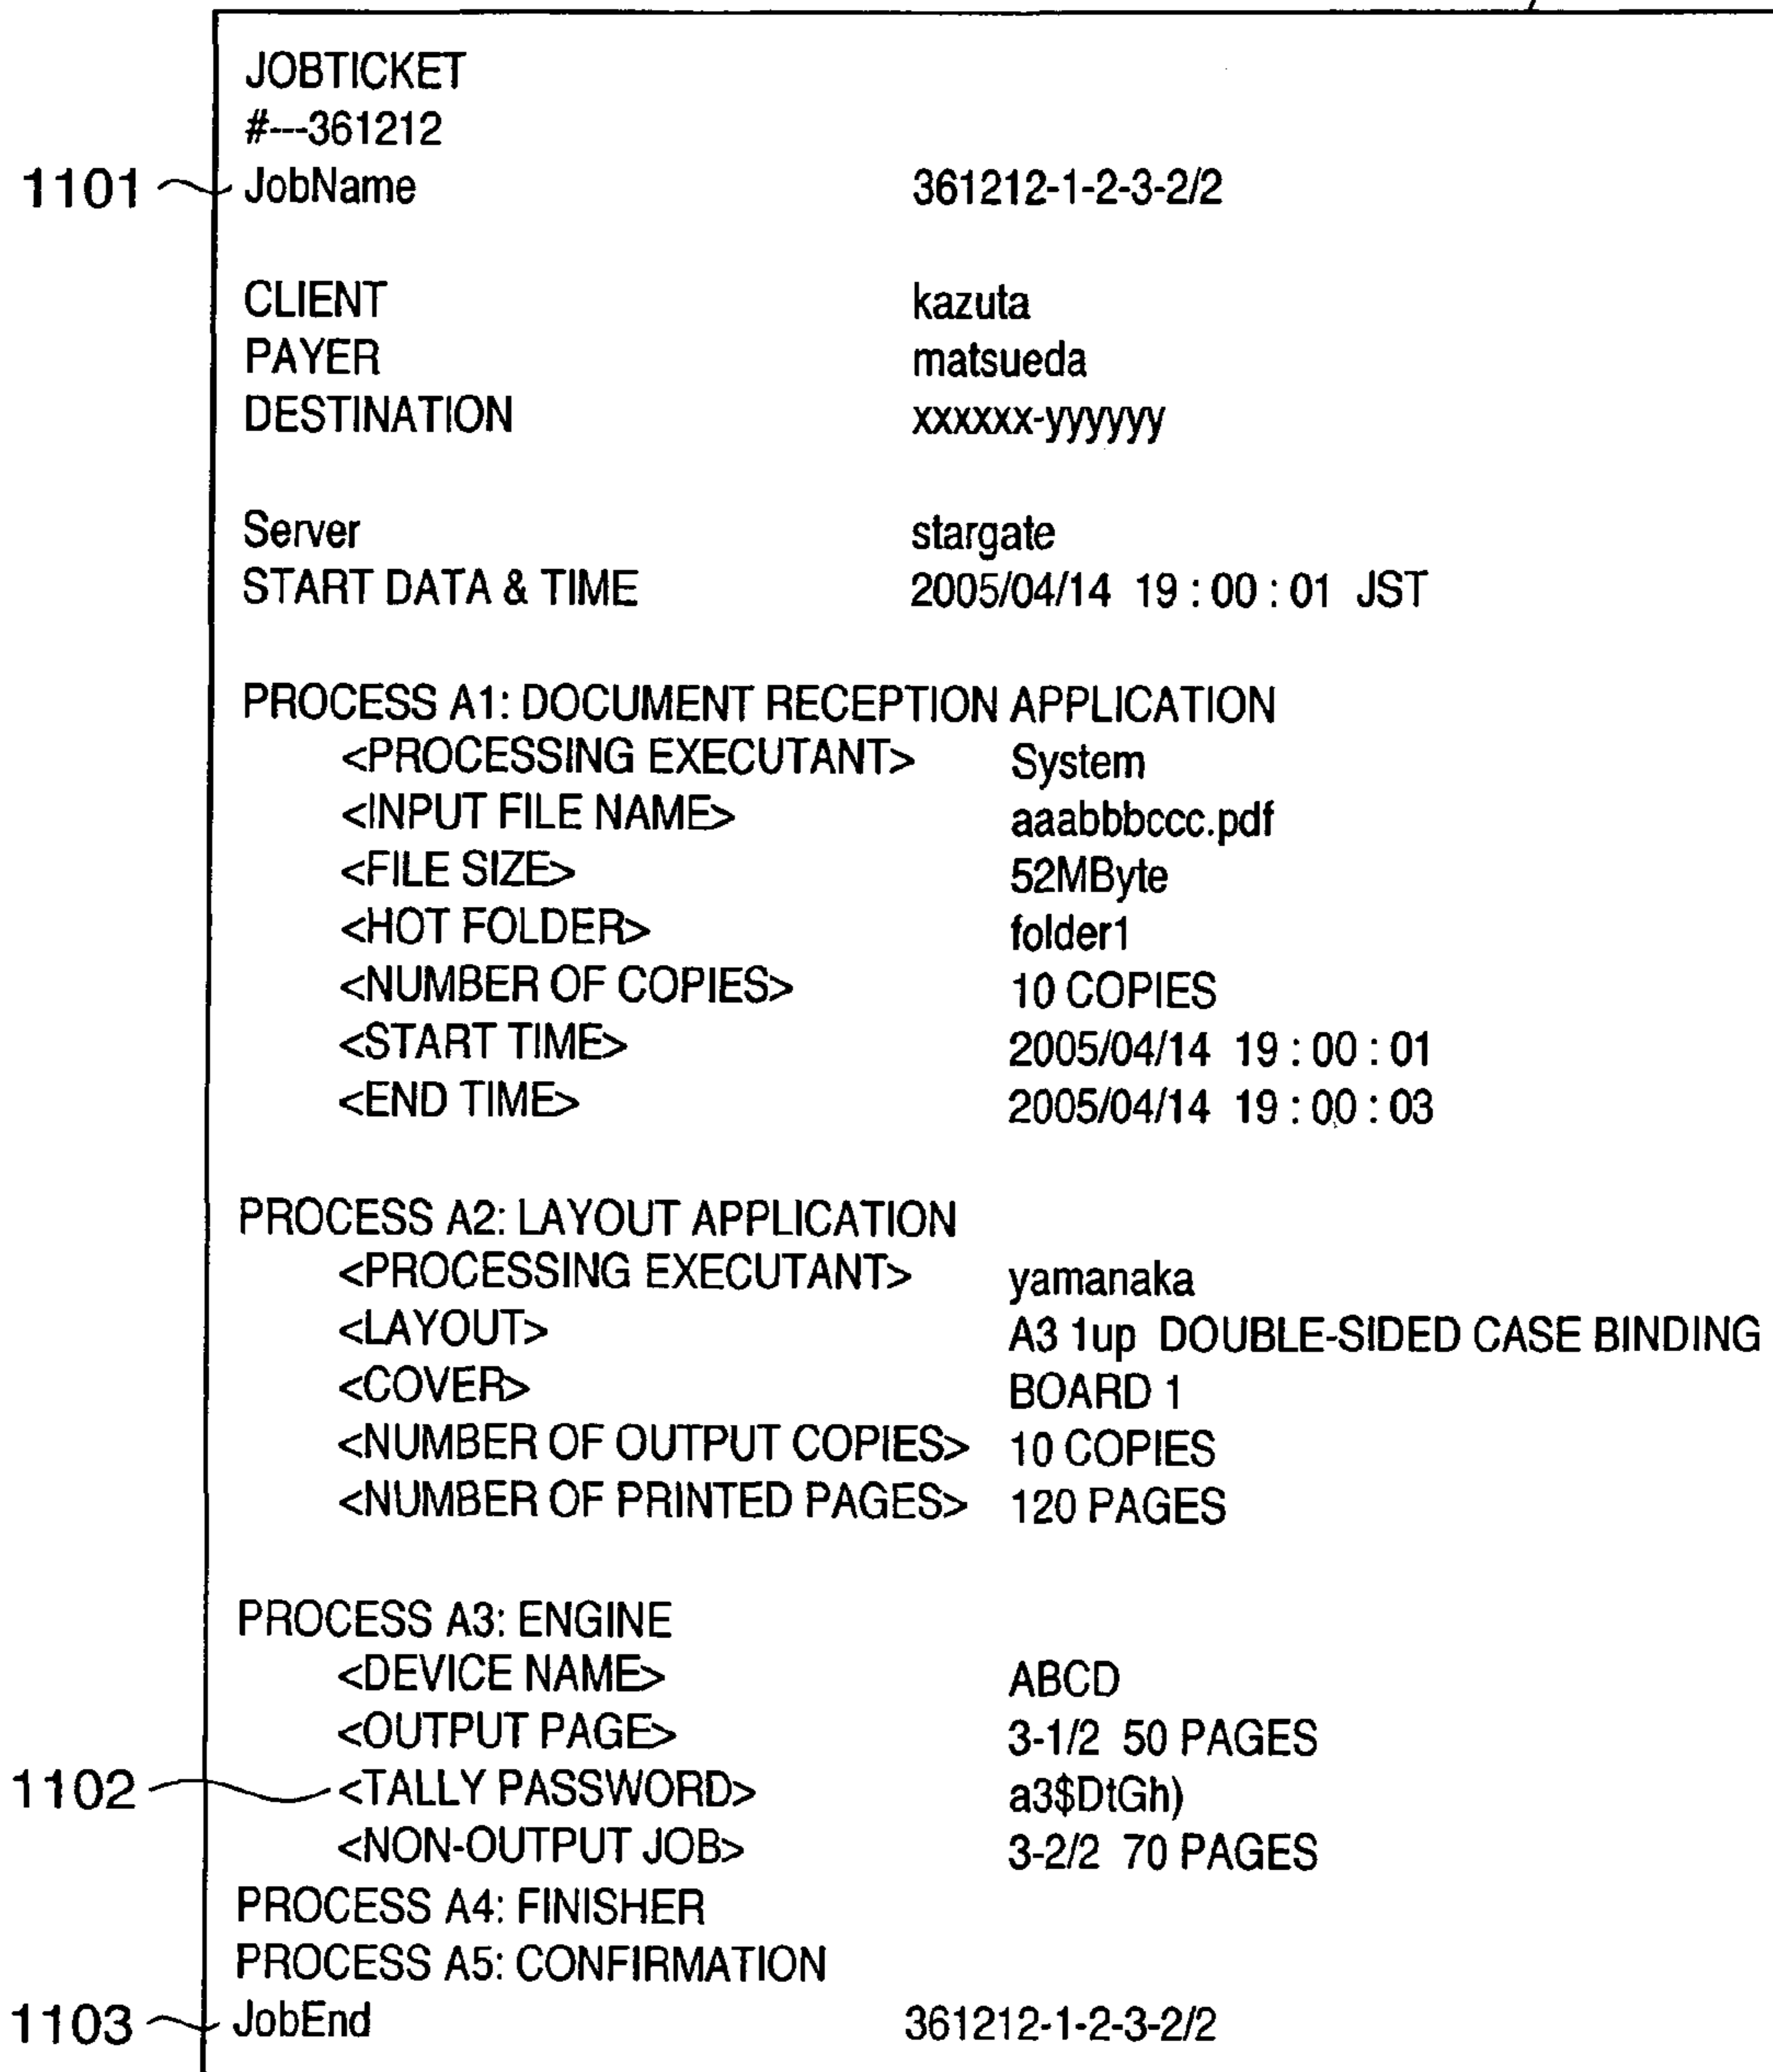 JOBTICKET
#---361212
1101 JobName 361212-1-2-3-2/2
CLIENT kazuta
PAYER matsueda
DESTINATION xxxxxx-yyyyyy
Server stargate
START DATA & TIME 2005/04/14 19 : 00 : 01 JST
PROCESS A1: DOCUMENT RECEPTION APPLICATION
<PROCESSING EXECUTANT> System
<INPUT FILE NAME> aaabbbccc.pdf
<FILE SIZE> 52MByte
<HOT FOLDER> folder1
<NUMBER OF COPIES> 10 COPIES
<START TIME> 2005/04/14 19 : 00 : 01
<END TIME> 2005/04/14 19 : 00 : 03
PROCESS A2: LAYOUT APPLICATION
<PROCESSING EXECUTANT> yamanaka
<LAYOUT> A3 1up DOUBLE-SIDED CASE BINDING
<COVER> BOARD 1
<NUMBER OF OUTPUT COPIES> 10 COPIES
<NUMBER OF PRINTED PAGES> 120 PAGES
PROCESS A3: ENGINE
<DEVICE NAME> ABCD
<OUTPUT PAGE> 3-1/2 50 PAGES
1102 <TALLY PASSWORD> a3$DtGh)
<NON-OUTPUT JOB> 3-2/2 70 PAGES
PROCESS A4: FINISHER
PROCESS A5: CONFIRMATION
1103 JobEnd 361212-1-2-3-2/2